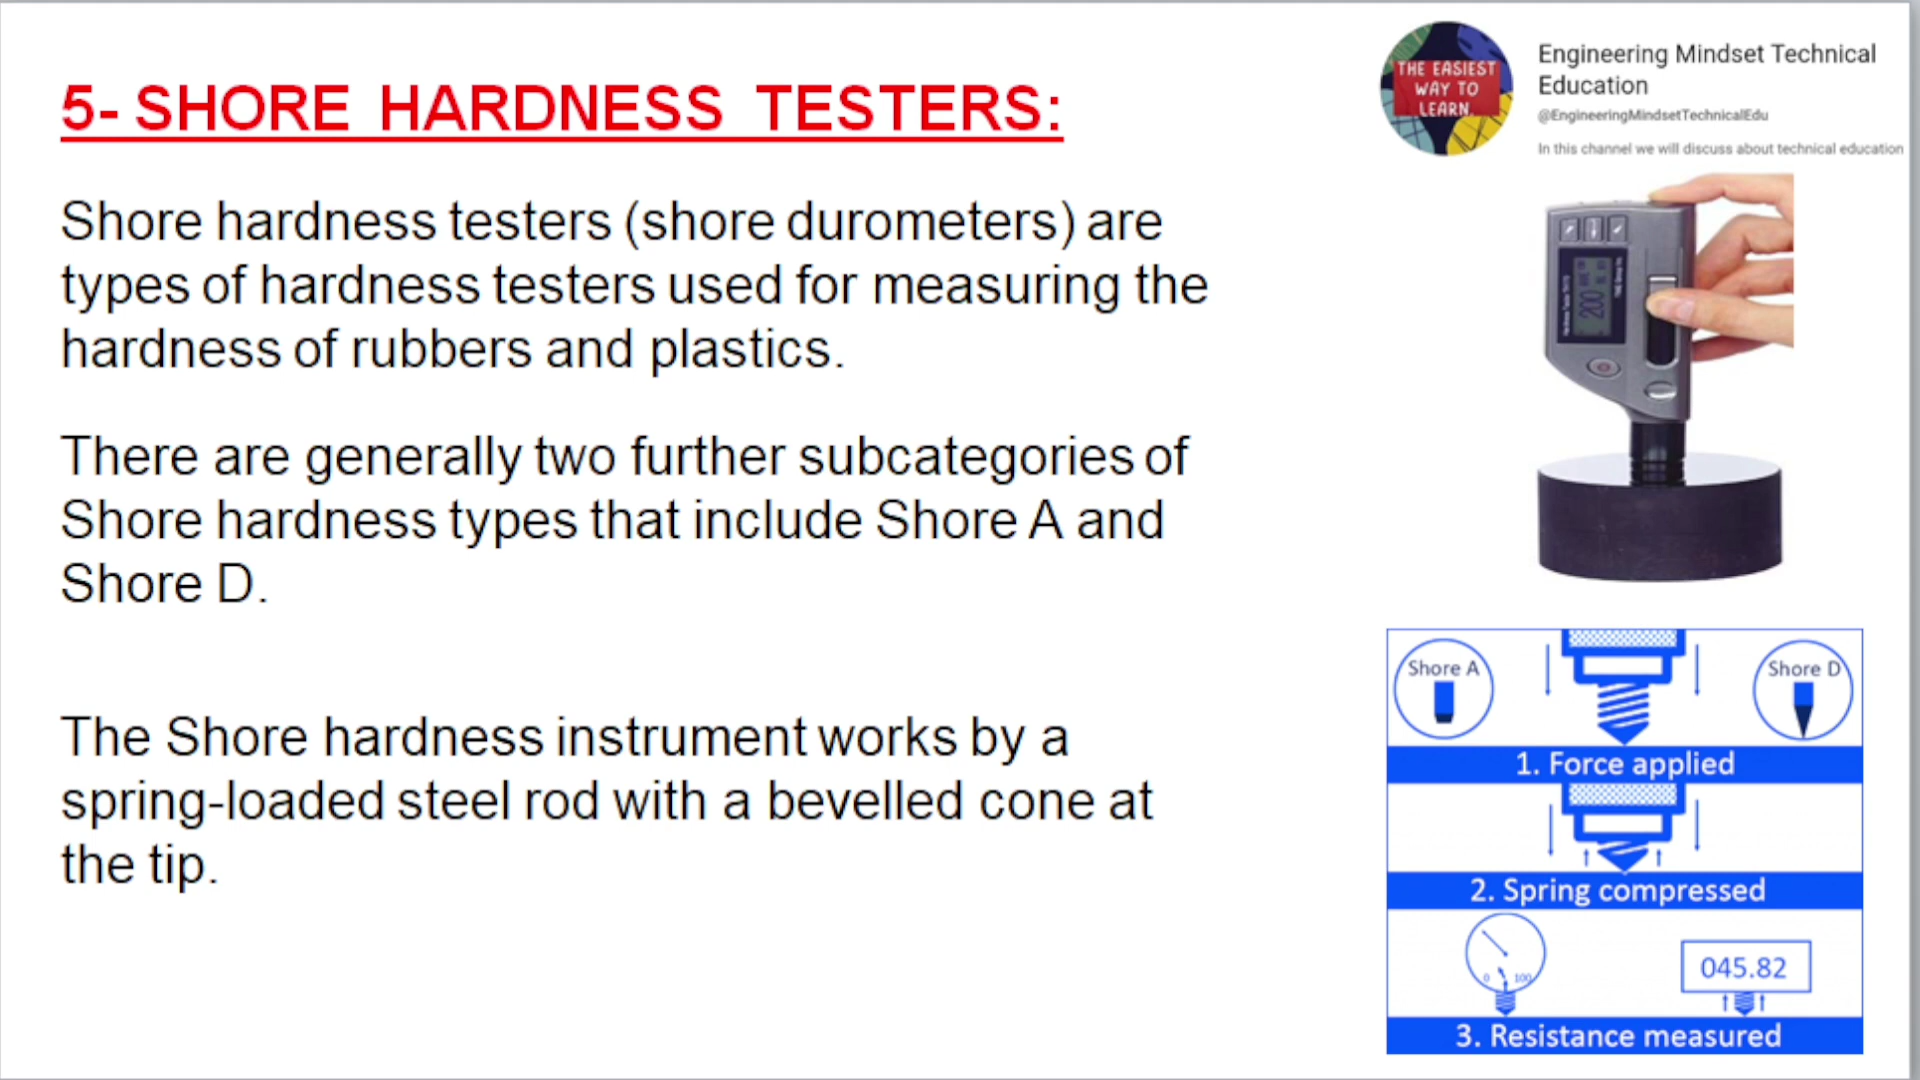 5- SHORE HARDNESS TESTERS:
Shore hardness testers (shore durometers) are
types of hardness testers used for measuring the
hardness of rubbers and plastics.
There are generally two further subcategories of
Shore hardness types that include Shore A and
Shore D.
The Shore hardness instrument works by a
spring-loaded steel rod with a bevelled cone at
the tip.
THE EASIEST
WAY TO
LEARN.
Engineering Mindset Technical
Education
@EngineeringMindsetTechnicalEdu
In this channel we will discuss about technical education
200
Shore A
Shore D
1. Force applied
2. Spring compressed
0 100
045.82
3. Resistance measured